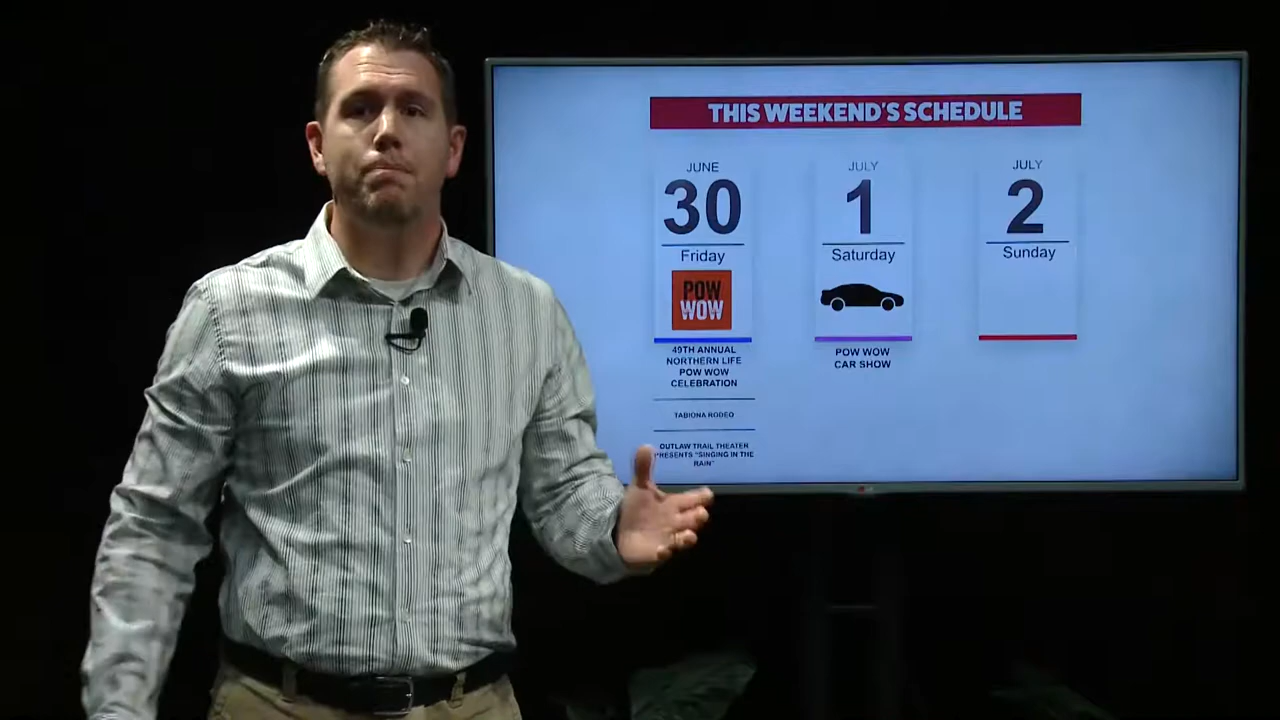 THIS WEEKEND'S SCHEDULE
JUNE
30
Friday
POW
WOW
49TH ANNUAL
NORTHERN LIFE
POW WOW
CELEBRATION
TABIONA RODEO
OUTLAW TRAIL THEATER
PRESENTS "SINGING IN THE
RAIN"
JULY
1
Saturday
POW WOW
CAR SHOW
JULY
2
Sunday